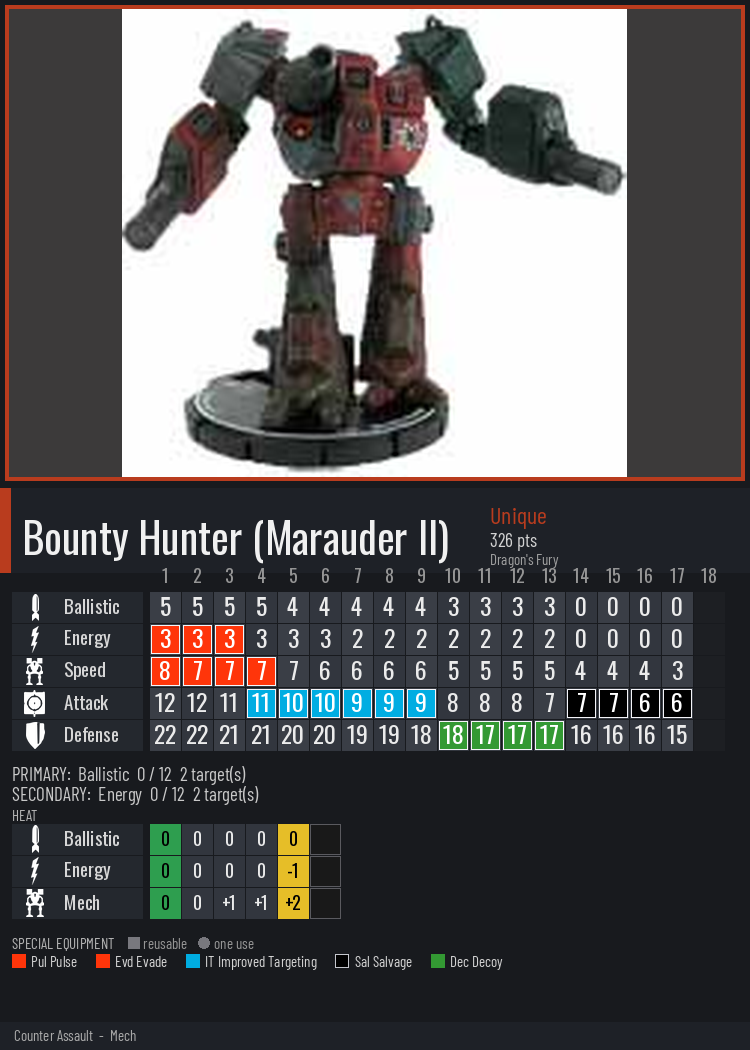 Bounty Hunter (Marauder II)
Unique
326 pts
Dragon's Fury
1 2 3 4 5 6 7 8 9 10 11 12 13 14 15 16 17 18
Ballistic 5 5 5 5 4 4 4 4 4 3 3 3 3 0 0 0 0
Energy 3 3 3 3 3 3 2 2 2 2 2 2 2 0 0 0 0
Speed 8 7 7 7 7 6 6 6 6 5 5 5 5 4 4 4 3
Attack 12 12 11 11 10 10 9 9 9 8 8 8 7 7 7 6 6
Defense 22 22 21 21 20 20 19 19 18 18 17 17 17 16 16 16 15
PRIMARY: Ballistic 0 / 12 2 target(s)
SECONDARY: Energy 0 / 12 2 target(s)
HEAT
Ballistic 0 0 0 0 0
Energy 0 0 0 0 -1
Mech 0 0 +1 +1 +2
SPECIAL EQUIPMENT reusable one use
Pul Pulse Evd Evade IT Improved Targeting Sal Salvage Dec Decoy
Counter Assault - Mech